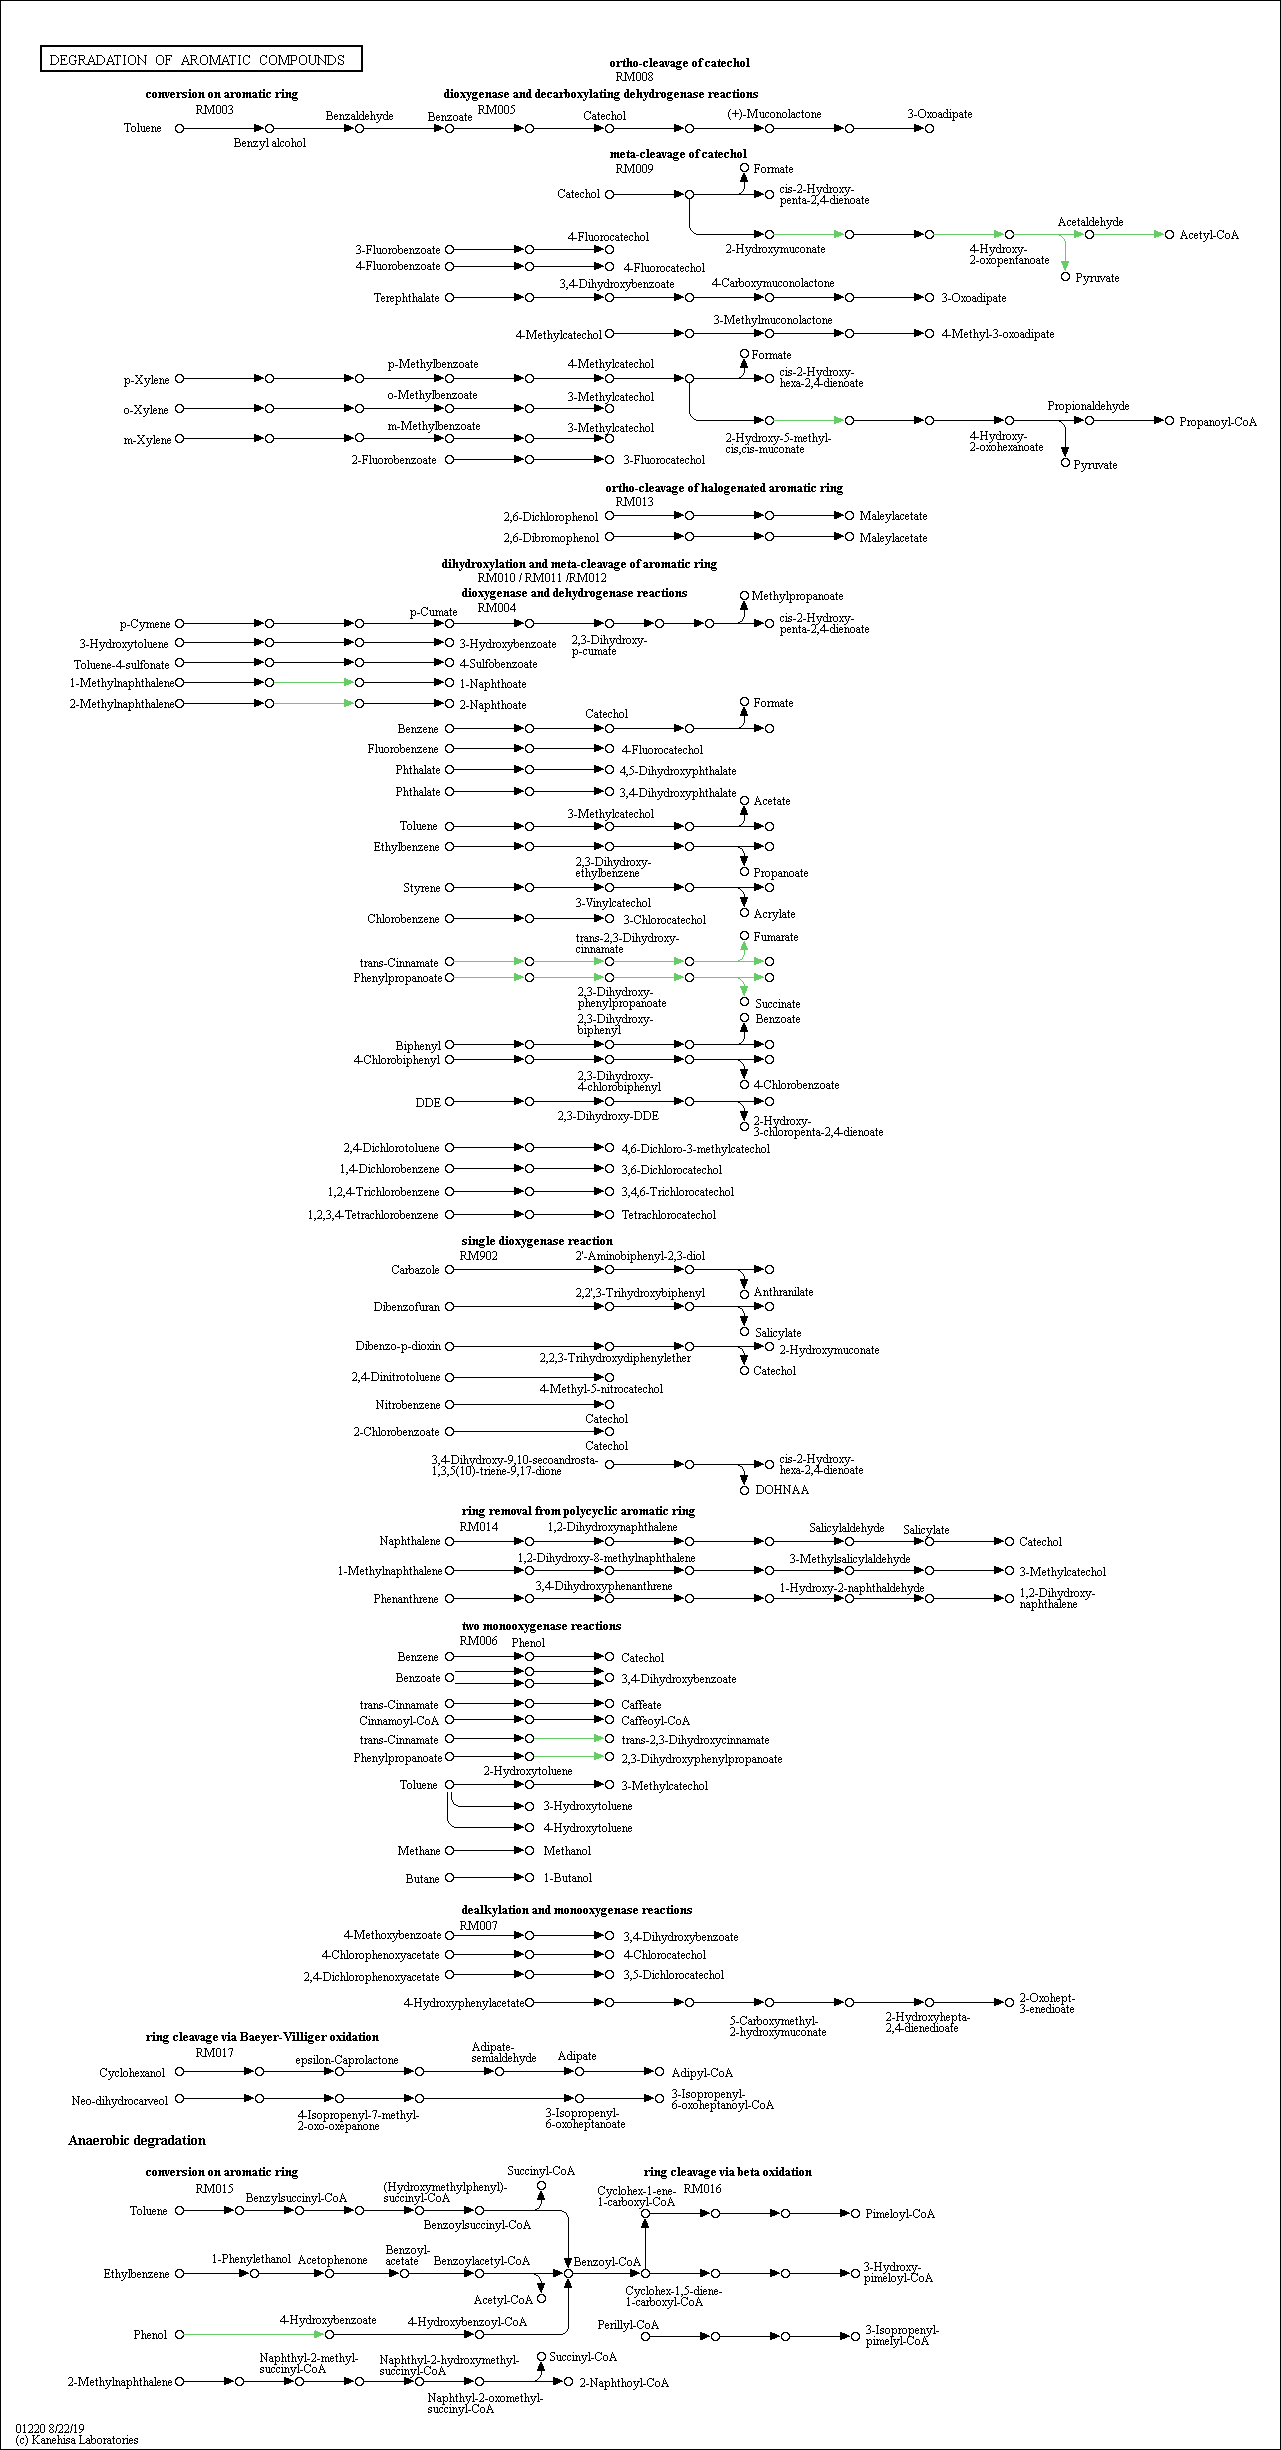 DEGRADATION OF AROMATIC COMPOUNDS
ortho-cleavage of catechol
RM008
conversion on aromatic ring
dioxygenase and decarboxylating dehydrogenase reactions
RM003
RM005
Toluene
Benzyl alcohol
Benzaldehyde
Benzoate
Catechol
(+)-Muconolactone
3-Oxoadipate
meta-cleavage of catechol
RM009
Formate
Catechol
cis-2-Hydroxy-
penta-2,4-dienoate
2-Hydroxymuconate
4-Hydroxy-
2-oxopentanoate
Acetaldehyde
Acetyl-CoA
Pyruvate
3-Fluorobenzoate
4-Fluorocatechol
4-Fluorobenzoate
4-Fluorocatechol
Terephthalate
3,4-Dihydroxybenzoate
4-Carboxymuconolactone
3-Oxoadipate
4-Methylcatechol
3-Methylmuconolactone
4-Methyl-3-oxoadipate
p-Xylene
p-Methylbenzoate
4-Methylcatechol
Formate
cis-2-Hydroxy-
hexa-2,4-dienoate
o-Xylene
o-Methylbenzoate
3-Methylcatechol
m-Xylene
m-Methylbenzoate
3-Methylcatechol
2-Hydroxy-5-methyl-
cis,cis-muconate
4-Hydroxy-
2-oxohexanoate
Propionaldehyde
Propanoyl-CoA
Pyruvate
2-Fluorobenzoate
3-Fluorocatechol
ortho-cleavage of halogenated aromatic ring
RM013
2,6-Dichlorophenol
Maleylacetate
2,6-Dibromophenol
Maleylacetate
dihydroxylation and meta-cleavage of aromatic ring
RM010 / RM011 /RM012
dioxygenase and dehydrogenase reactions
RM004
p-Cymene
p-Cumate
2,3-Dihydroxy-
p-cumate
Methylpropanoate
cis-2-Hydroxy-
penta-2,4-dienoate
3-Hydroxytoluene
3-Hydroxybenzoate
Toluene-4-sulfonate
4-Sulfobenzoate
1-Methylnaphthalene
1-Naphthoate
2-Methylnaphthalene
2-Naphthoate
Benzene
Catechol
Formate
Fluorobenzene
4-Fluorocatechol
Phthalate
4,5-Dihydroxyphthalate
Phthalate
3,4-Dihydroxyphthalate
Toluene
3-Methylcatechol
Acetate
Ethylbenzene
2,3-Dihydroxy-
ethylbenzene
Propanoate
Styrene
3-Vinylcatechol
Acrylate
Chlorobenzene
3-Chlorocatechol
trans-2,3-Dihydroxy-
cinnamate
Fumarate
trans-Cinnamate
Phenylpropanoate
2,3-Dihydroxy-
phenylpropanoate
Succinate
2,3-Dihydroxy-
biphenyl
Benzoate
Biphenyl
4-Chlorobiphenyl
2,3-Dihydroxy-
4-chlorobiphenyl
4-Chlorobenzoate
DDE
2,3-Dihydroxy-DDE
2-Hydroxy-
3-chloropenta-2,4-dienoate
2,4-Dichlorotoluene
4,6-Dichloro-3-methylcatechol
1,4-Dichlorobenzene
3,6-Dichlorocatechol
1,2,4-Trichlorobenzene
3,4,6-Trichlorocatechol
1,2,3,4-Tetrachlorobenzene
Tetrachlorocatechol
single dioxygenase reaction
RM902
Carbazole
2'-Aminobiphenyl-2,3-diol
Anthranilate
Dibenzofuran
2,2',3-Trihydroxybiphenyl
Salicylate
Dibenzo-p-dioxin
2,2,3-Trihydroxydiphenylether
2-Hydroxymuconate
Catechol
2,4-Dinitrotoluene
4-Methyl-5-nitrocatechol
Nitrobenzene
Catechol
2-Chlorobenzoate
Catechol
3,4-Dihydroxy-9,10-secoandrosta-
1,3,5(10)-triene-9,17-dione
cis-2-Hydroxy-
hexa-2,4-dienoate
DOHNAA
ring removal from polycyclic aromatic ring
RM014
Naphthalene
1,2-Dihydroxynaphthalene
Salicylaldehyde
Salicylate
Catechol
1-Methylnaphthalene
1,2-Dihydroxy-8-methylnaphthalene
3-Methylsalicylaldehyde
3-Methylcatechol
Phenanthrene
3,4-Dihydroxyphenanthrene
1-Hydroxy-2-naphthaldehyde
1,2-Dihydroxy-
naphthalene
two monooxygenase reactions
RM006
Benzene
Phenol
Catechol
Benzoate
3,4-Dihydroxybenzoate
trans-Cinnamate
Caffeate
Cinnamoyl-CoA
Caffeoyl-CoA
trans-Cinnamate
trans-2,3-Dihydroxycinnamate
Phenylpropanoate
2,3-Dihydroxyphenylpropanoate
Toluene
2-Hydroxytoluene
3-Methylcatechol
3-Hydroxytoluene
4-Hydroxytoluene
Methane
Methanol
Butane
1-Butanol
dealkylation and monooxygenase reactions
RM007
4-Methoxybenzoate
3,4-Dihydroxybenzoate
4-Chlorophenoxyacetate
4-Chlorocatechol
2,4-Dichlorophenoxyacetate
3,5-Dichlorocatechol
4-Hydroxyphenylacetate
5-Carboxymethyl-
2-hydroxymuconate
2-Hydroxyhepta-
2,4-dienedioate
2-Oxohept-
3-enedioate
ring cleavage via Baeyer-Villiger oxidation
RM017
Cyclohexanol
epsilon-Caprolactone
Adipate-
semialdehyde
Adipate
Adipyl-CoA
Neo-dihydrocarveol
4-Isopropenyl-7-methyl-
2-oxo-oxepanone
3-Isopropenyl-
6-oxoheptanoate
3-Isopropenyl-
6-oxoheptanoyl-CoA
Anaerobic degradation
conversion on aromatic ring
RM015
ring cleavage via beta oxidation
RM016
Toluene
Benzylsuccinyl-CoA
(Hydroxymethylphenyl)-
succinyl-CoA
Benzoylsuccinyl-CoA
Succinyl-CoA
Cyclohex-1-ene-
1-carboxyl-CoA
Pimeloyl-CoA
Ethylbenzene
1-Phenylethanol
Acetophenone
Benzoyl-
acetate
Benzoylacetyl-CoA
Acetyl-CoA
Benzoyl-CoA
Cyclohex-1,5-diene-
1-carboxyl-CoA
3-Hydroxy-
pimeloyl-CoA
Phenol
4-Hydroxybenzoate
4-Hydroxybenzoyl-CoA
Perillyl-CoA
3-Isopropenyl-
pimelyl-CoA
2-Methylnaphthalene
Naphthyl-2-methyl-
succinyl-CoA
Naphthyl-2-hydroxymethyl-
succinyl-CoA
Naphthyl-2-oxomethyl-
succinyl-CoA
Succinyl-CoA
2-Naphthoyl-CoA
01220 8/22/19
(c) Kanehisa Laboratories